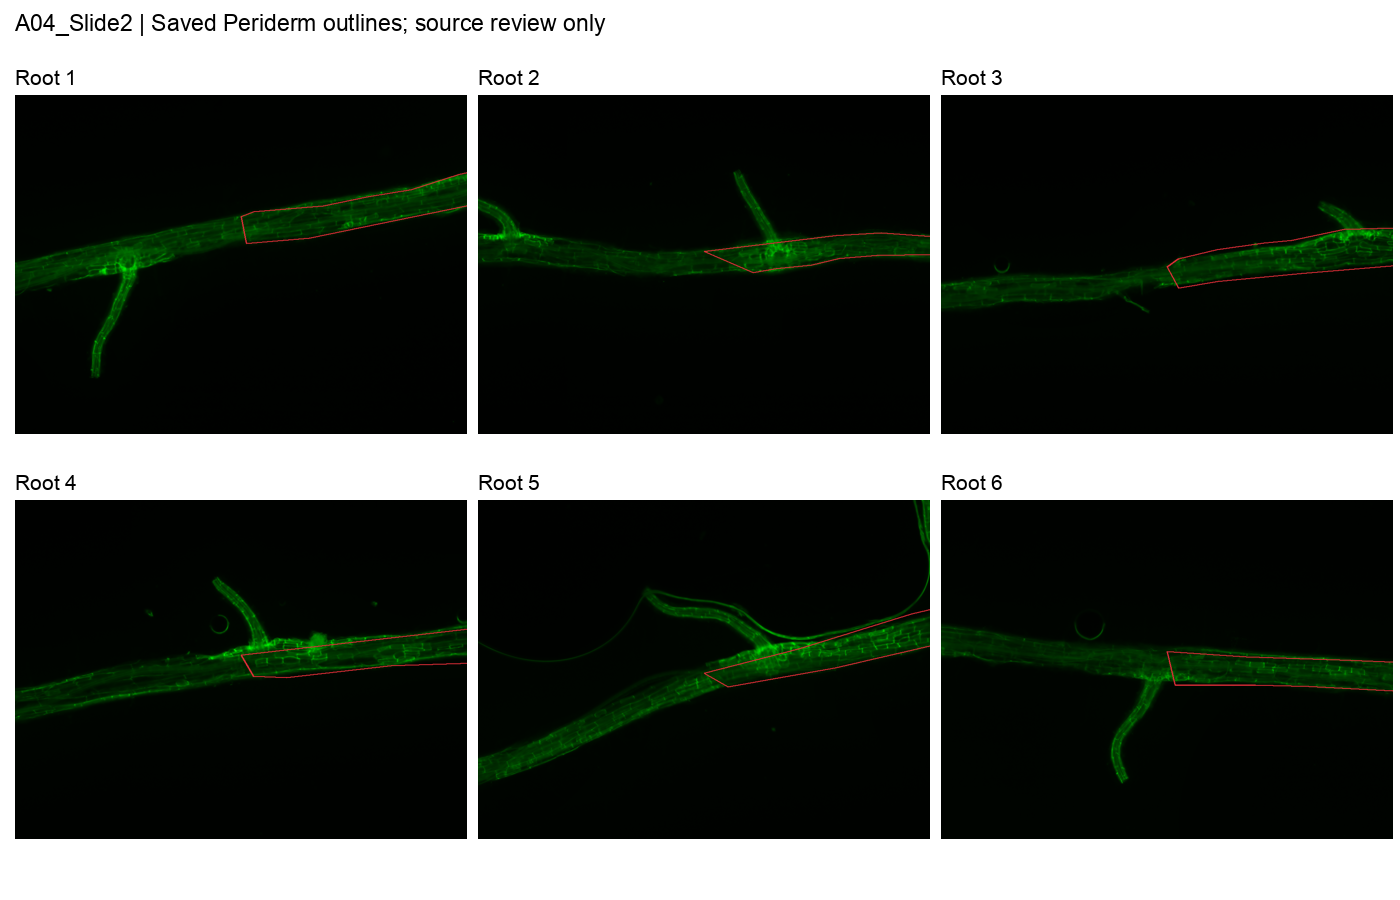 A04_Slide2 | Saved Periderm outlines; source review only
Root 1
Root 2
Root 3
Root 4
Root 5
Root 6